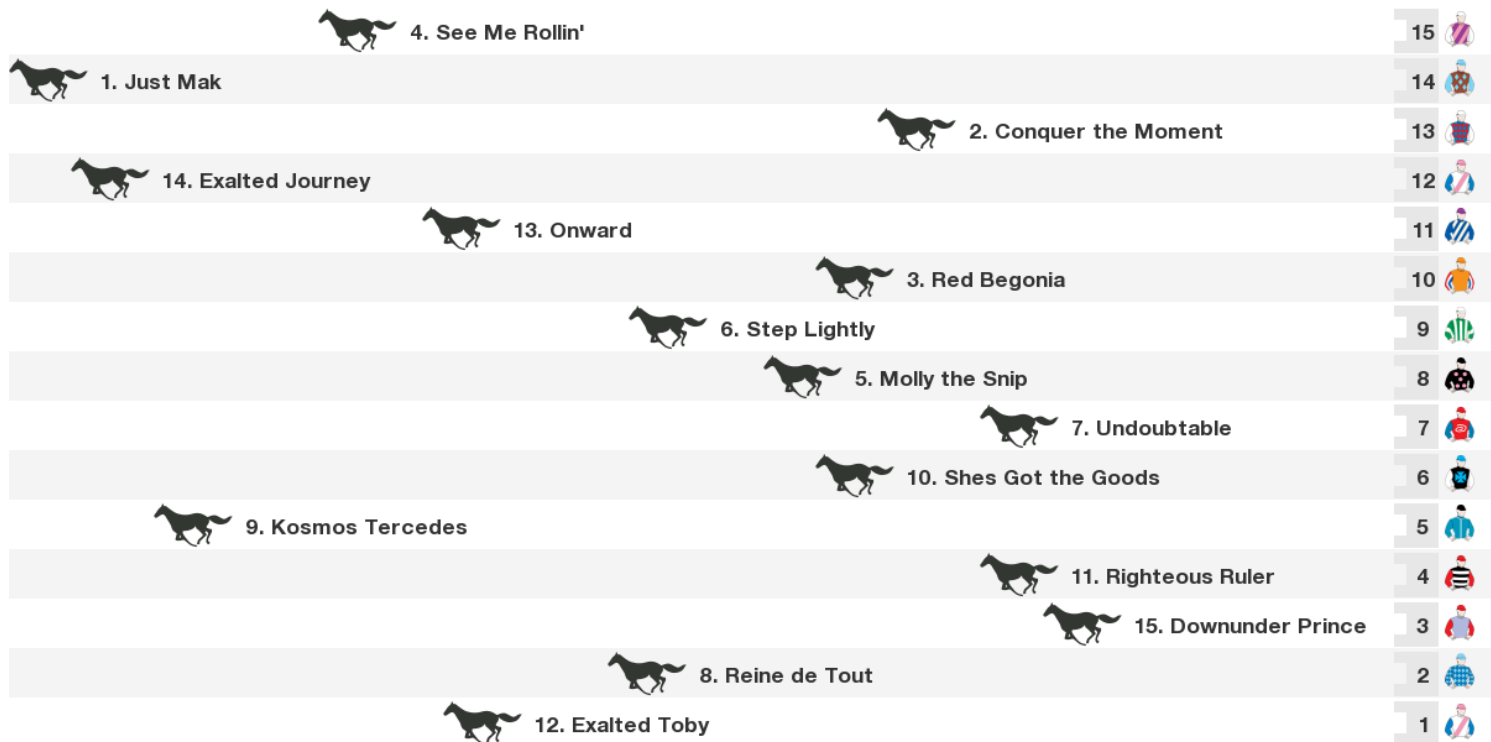 4. See Me Rollin' 15
1. Just Mak 14
2. Conquer the Moment 13
14. Exalted Journey 12
13. Onward 11
3. Red Begonia 10
6. Step Lightly 9
5. Molly the Snip 8
7. Undoubtable 7
10. Shes Got the Goods 6
9. Kosmos Tercedes 5
11. Righteous Ruler 4
15. Downunder Prince 3
8. Reine de Tout 2
12. Exalted Toby 1